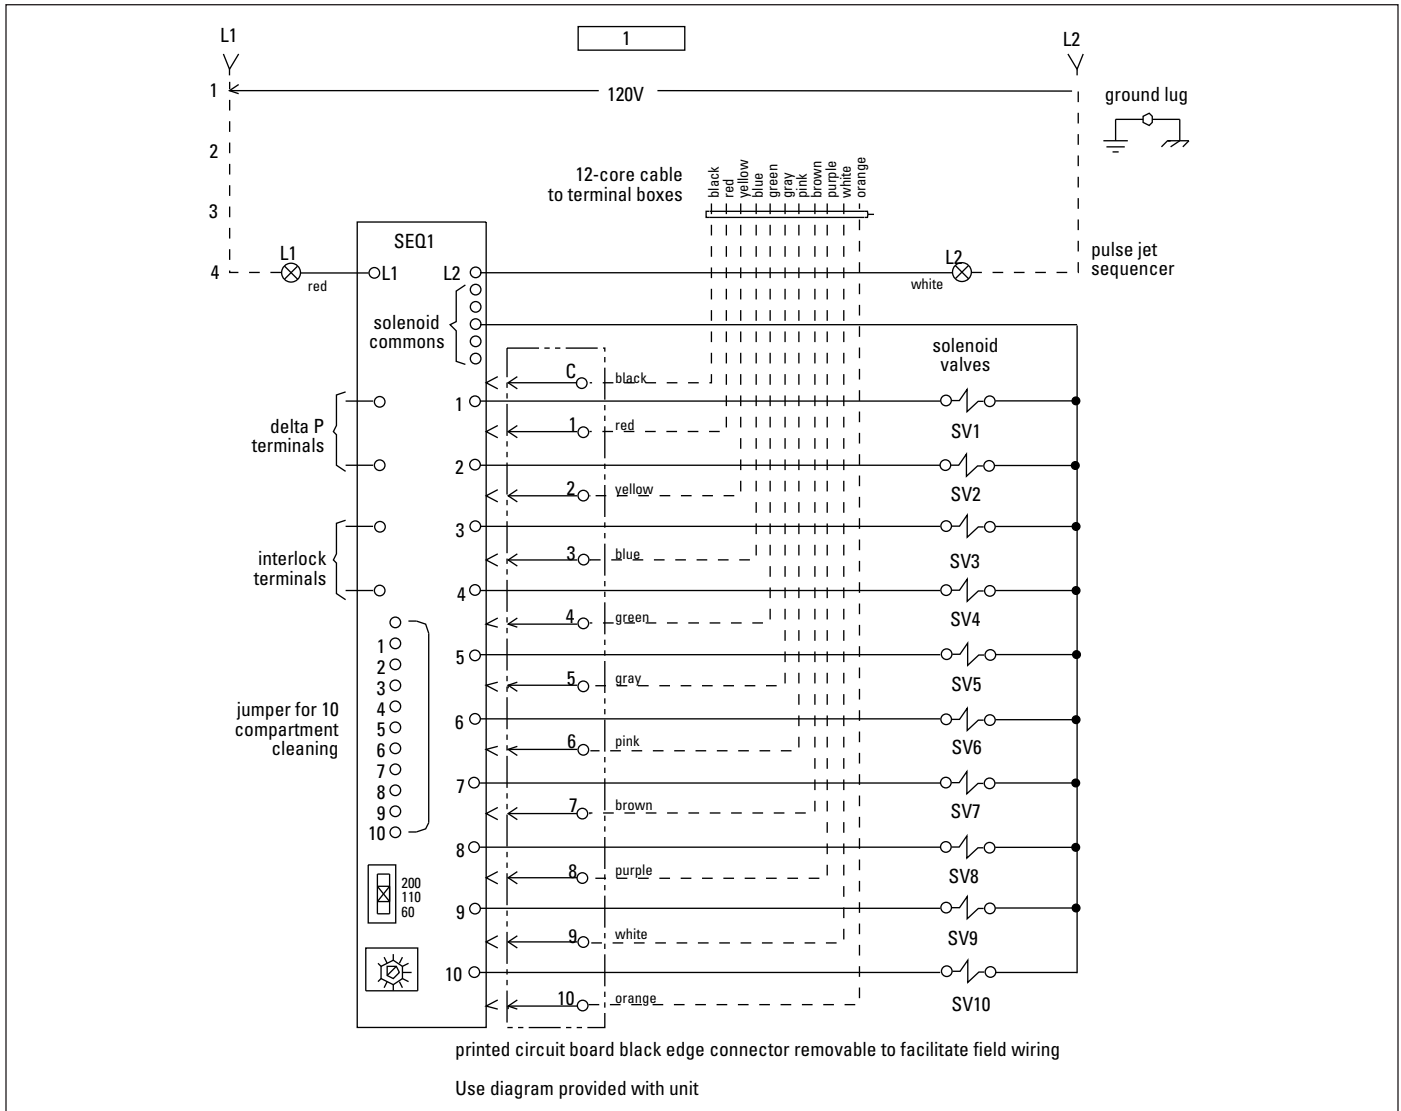 L1
1
L2
1
120V
ground lug
2
12-core cable
to terminal boxes
black
red
yellow
blue
green
gray
pink
brown
purple
white
orange
3
SEQ1
pulse jet
sequencer
4
L1
red
L1
L2
L2
white
solenoid
commons
solenoid
valves
C
black
delta P
terminals
1
SV1
1
red
2
SV2
2
yellow
interlock
terminals
3
SV3
3
blue
4
SV4
4
green
jumper for 10
compartment
cleaning
1
2
3
4
5
6
7
8
9
10
5
SV5
5
gray
6
SV6
6
pink
7
SV7
7
brown
8
SV8
8
purple
200
110
60
9
SV9
9
white
10
SV10
10
orange
printed circuit board black edge connector removable to facilitate field wiring
Use diagram provided with unit